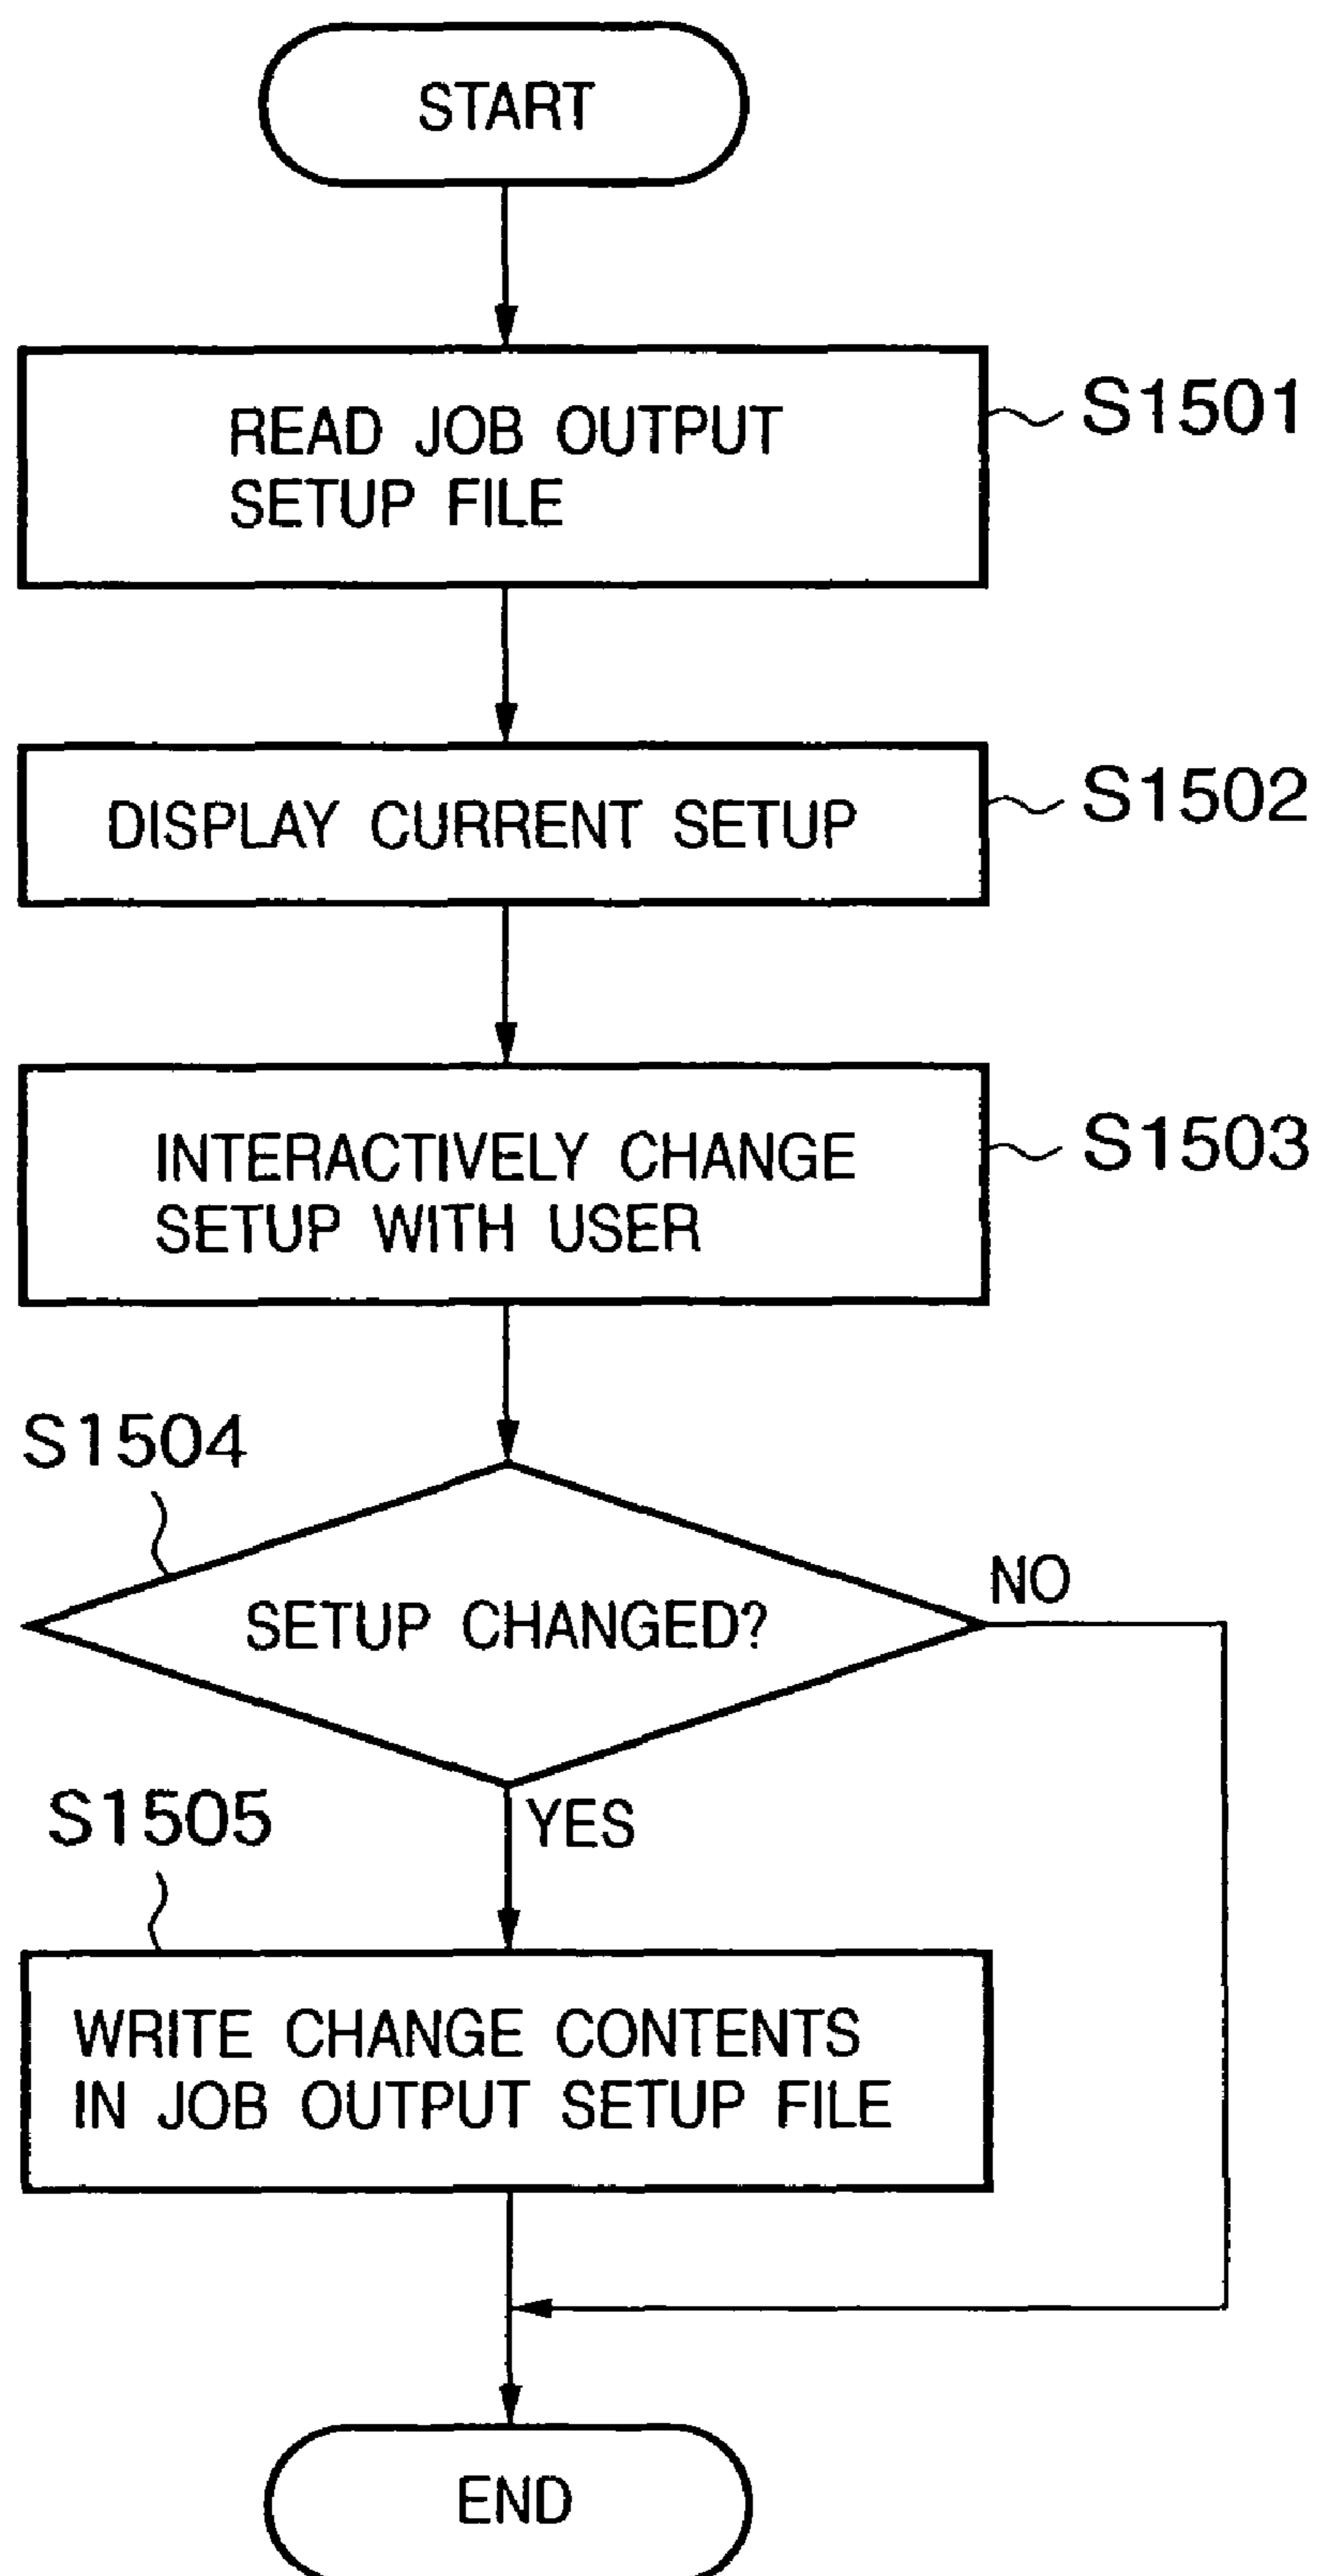 START
READ JOB OUTPUT
SETUP FILE
S1501
DISPLAY CURRENT SETUP
S1502
INTERACTIVELY CHANGE
SETUP WITH USER
S1503
S1504
SETUP CHANGED?
NO
YES
S1505
WRITE CHANGE CONTENTS
IN JOB OUTPUT SETUP FILE
END